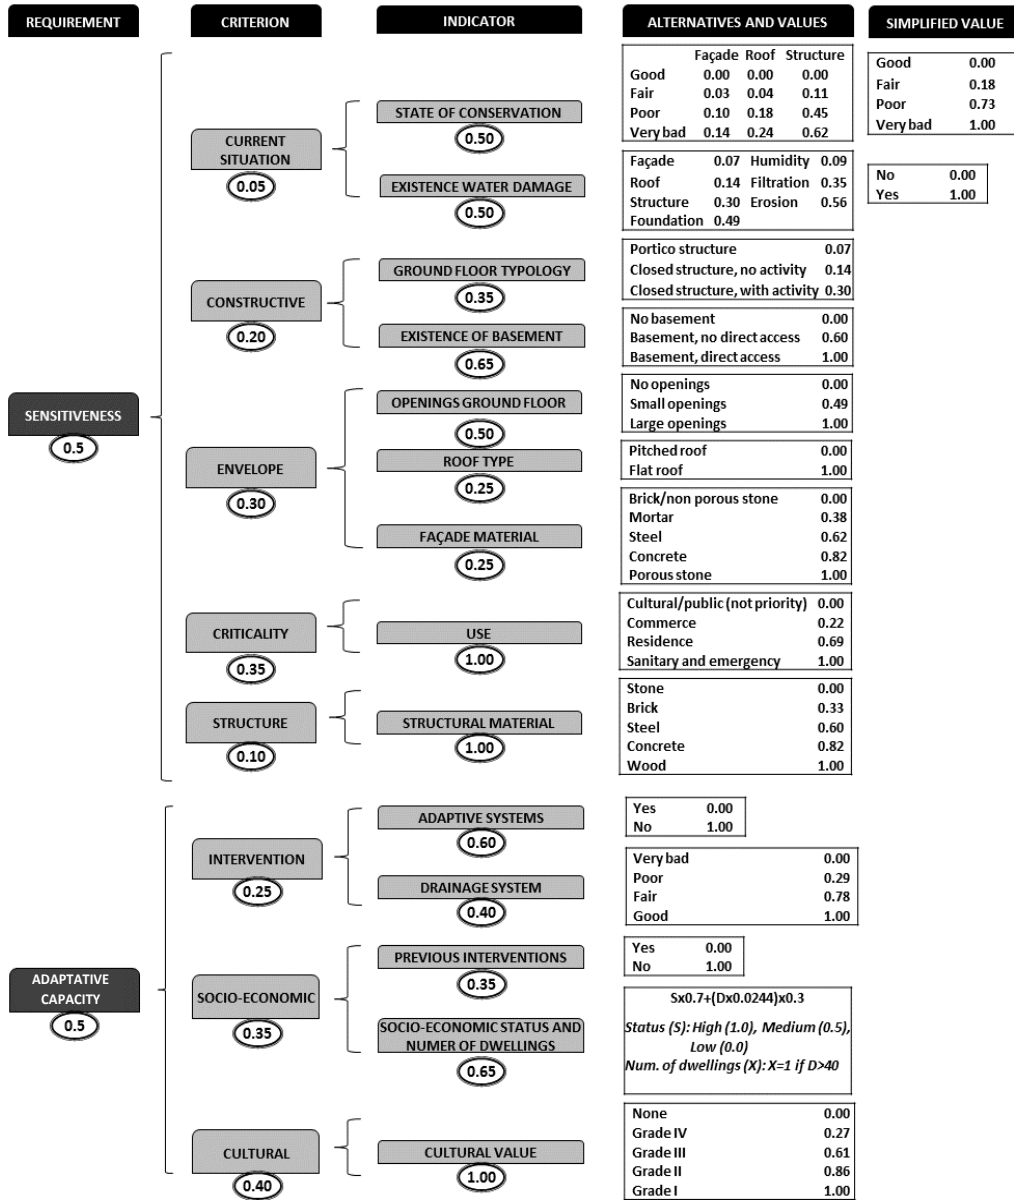 REQUIREMENT
CRITERION
INDICATOR
ALTERNATIVES AND VALUES
SIMPLIFIED VALUE
SENSITIVENESS
0.5
CURRENT
SITUATION
0.05
STATE OF CONSERVATION
0.50
Façade Roof Structure
Good 0.00 0.00 0.00
Fair 0.03 0.04 0.11
Poor 0.10 0.18 0.45
Very bad 0.14 0.24 0.62
Good 0.00
Fair 0.18
Poor 0.73
Very bad 1.00
EXISTENCE WATER DAMAGE
0.50
Façade 0.07 Humidity 0.09
Roof 0.14 Filtration 0.35
Structure 0.30 Erosion 0.56
Foundation 0.49
No 0.00
Yes 1.00
CONSTRUCTIVE
0.20
GROUND FLOOR TYPOLOGY
0.35
Portico structure 0.07
Closed structure, no activity 0.14
Closed structure, with activity 0.30
EXISTENCE OF BASEMENT
0.65
No basement 0.00
Basement, no direct access 0.60
Basement, direct access 1.00
ENVELOPE
0.30
OPENINGS GROUND FLOOR
0.50
No openings 0.00
Small openings 0.49
Large openings 1.00
ROOF TYPE
0.25
Pitched roof 0.00
Flat roof 1.00
FAÇADE MATERIAL
0.25
Brick/non porous stone 0.00
Mortar 0.38
Steel 0.62
Concrete 0.82
Porous stone 1.00
CRITICALITY
0.35
USE
1.00
Cultural/public (not priority) 0.00
Commerce 0.22
Residence 0.69
Sanitary and emergency 1.00
STRUCTURE
0.10
STRUCTURAL MATERIAL
1.00
Stone 0.00
Brick 0.33
Steel 0.60
Concrete 0.82
Wood 1.00
ADAPTATIVE
CAPACITY
0.5
INTERVENTION
0.25
ADAPTIVE SYSTEMS
0.60
Yes 0.00
No 1.00
DRAINAGE SYSTEM
0.40
Very bad 0.00
Poor 0.29
Fair 0.78
Good 1.00
SOCIO-ECONOMIC
0.35
PREVIOUS INTERVENTIONS
0.35
Yes 0.00
No 1.00
SOCIO-ECONOMIC STATUS AND
NUMER OF DWELLINGS
0.65
Sx0.7+(Dx0.0244)x0.3
Status (S): High (1.0), Medium (0.5),
Low (0.0)
Num. of dwellings (X): X=1 if D>40
CULTURAL
0.40
CULTURAL VALUE
1.00
None 0.00
Grade IV 0.27
Grade III 0.61
Grade II 0.86
Grade I 1.00